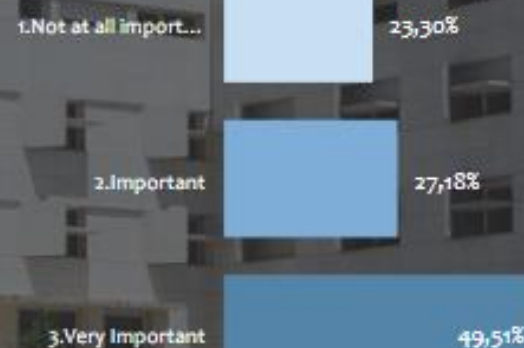 1.Not at all import... 23,30%
2.Important 27,18%
3.Very Important 49,51%